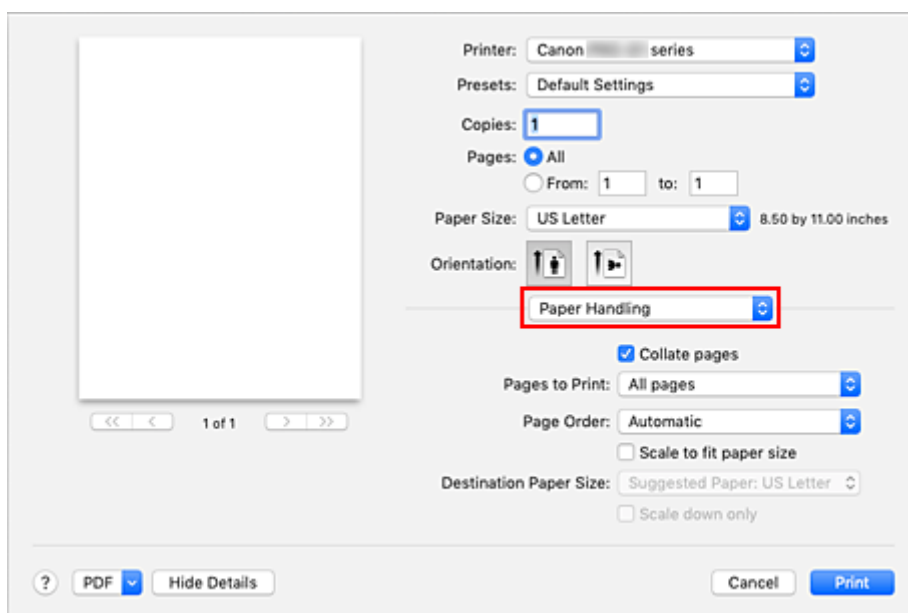 Printer: Canon series
Presets: Default Settings
Copies: 1
Pages: All
From: 1 to: 1
Paper Size: US Letter 8.50 by 11.00 inches
Orientation:
Paper Handling
Collate pages
Pages to Print: All pages
Page Order: Automatic
Scale to fit paper size
Destination Paper Size: Suggested Paper: US Letter
Scale down only
<< < 1 of 1 > >>
? PDF Hide Details Cancel Print